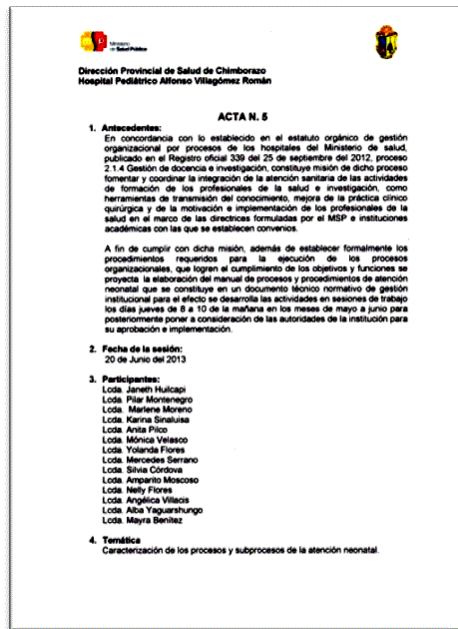 Ministerio
de Salud Pública
Dirección Provincial de Salud de Chimborazo
Hospital Pediátrico Alfonso Villagómez Román
ACTA N. 5
1. Antecedentes:
En concordancia con lo establecido en el estatuto orgánico de gestión
organizacional por procesos de los hospitales del Ministerio de salud,
publicado en el Registro oficial 339 del 25 de septiembre del 2012, proceso
2.1.4 Gestión de docencia e investigación, constituye misión de dicho proceso
fomentar y coordinar la integración de la atención sanitaria de las actividades
de formación de los profesionales de la salud e investigación, como
herramientas de transmisión del conocimiento, mejora de la práctica clínico
quirúrgica y de la motivación e implementación de los profesionales de la
salud en el marco de las directrices formuladas por el MSP e instituciones
académicas con las que se establecen convenios.
A fin de cumplir con dicha misión, además de establecer formalmente los
procedimientos requeridos para la ejecución de los procesos
organizacionales, que logren el cumplimiento de los objetivos y funciones se
proyecta la elaboración del manual de procesos y procedimientos de atención
neonatal que se constituye en un documento técnico normativo de gestión
institucional para el efecto se desarrolla las actividades en sesiones de trabajo
los días jueves de 8 a 10 de la mañana en los meses de mayo a junio para
posteriormente poner a consideración de las autoridades de la institución para
su aprobación e implementación.
2. Fecha de la sesión:
20 de Junio del 2013
3. Participantes:
Lcda. Janeth Huilcapi
Lcda. Pilar Montenegro
Lcda. Marlene Moreno
Lcda. Karina Sinaluisa
Lcda. Anita Pilco
Lcda. Mónica Velasco
Lcda. Yolanda Flores
Lcda. Mercedes Serrano
Lcda. Silvia Córdova
Lcda. Amparito Moscoso
Lcda. Nelly Flores
Lcda. Angélica Villacis
Lcda. Alba Yaguarshungo
Lcda. Mayra Benítez
4. Temática
Caracterización de los procesos y subprocesos de la atención neonatal.